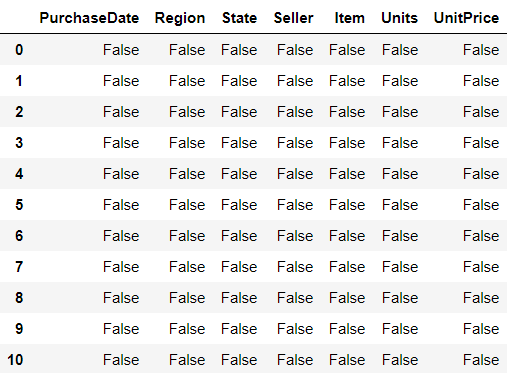 PurchaseDate Region State Seller Item Units UnitPrice
0 False False False False False False False
1 False False False False False False False
2 False False False False False False False
3 False False False False False False False
4 False False False False False False False
5 False False False False False False False
6 False False False False False False False
7 False False False False False False False
8 False False False False False False False
9 False False False False False False False
10 False False False False False False False